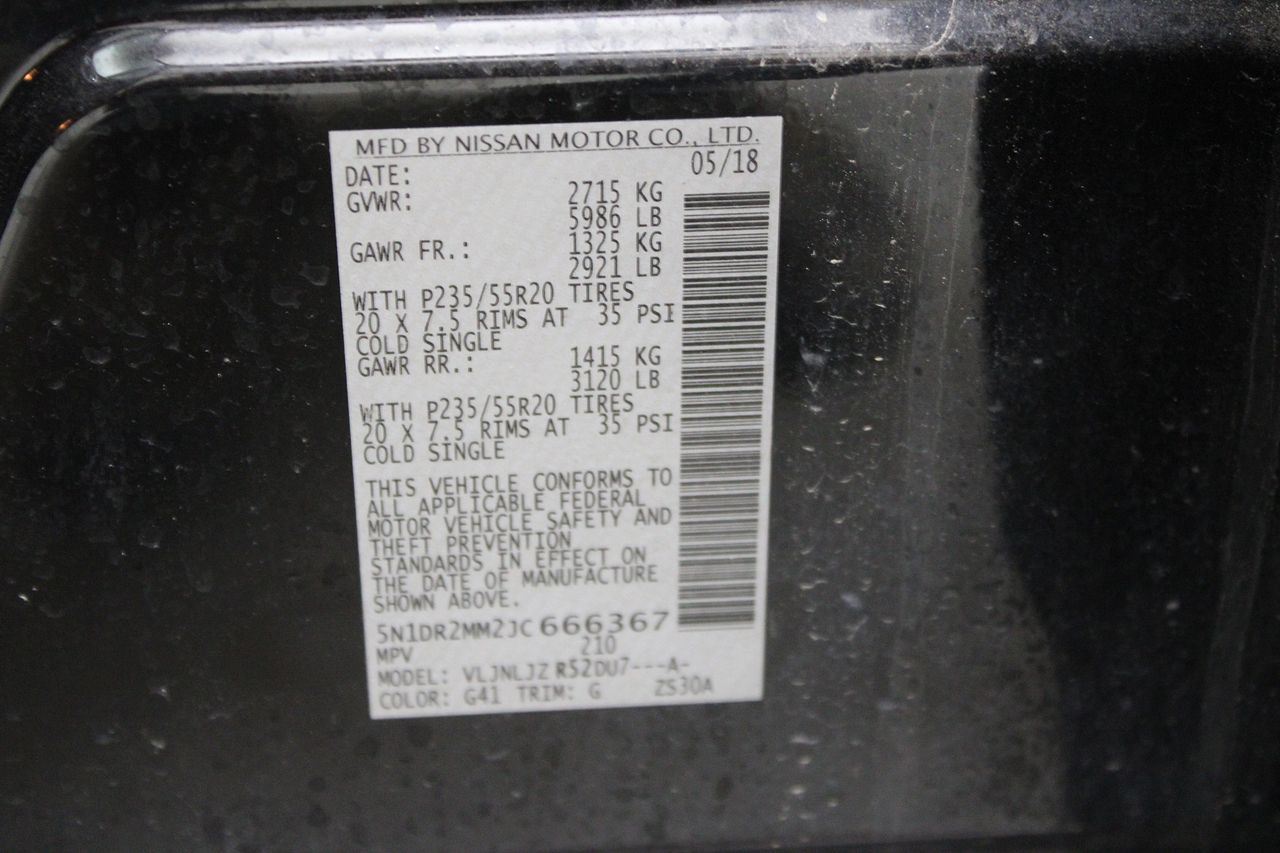 MFD BY NISSAN MOTOR CO., LTD.
DATE: 05/18
GVWR: 2715 KG
5986 LB
GAWR FR.: 1325 KG
2921 LB
WITH P235/55R20 TIRES
20 X 7.5 RIMS AT 35 PSI
COLD SINGLE
GAWR RR.: 1415 KG
3120 LB
WITH P235/55R20 TIRES
20 X 7.5 RIMS AT 35 PSI
COLD SINGLE
THIS VEHICLE CONFORMS TO
ALL APPLICABLE FEDERAL
MOTOR VEHICLE SAFETY AND
THEFT PREVENTION
STANDARDS IN EFFECT ON
THE DATE OF MANUFACTURE
SHOWN ABOVE.
5N1DR2MM2JC666367
MPV 210
MODEL: VLJNLJZ R52DU7---A-
COLOR: G41 TRIM: G ZS30A